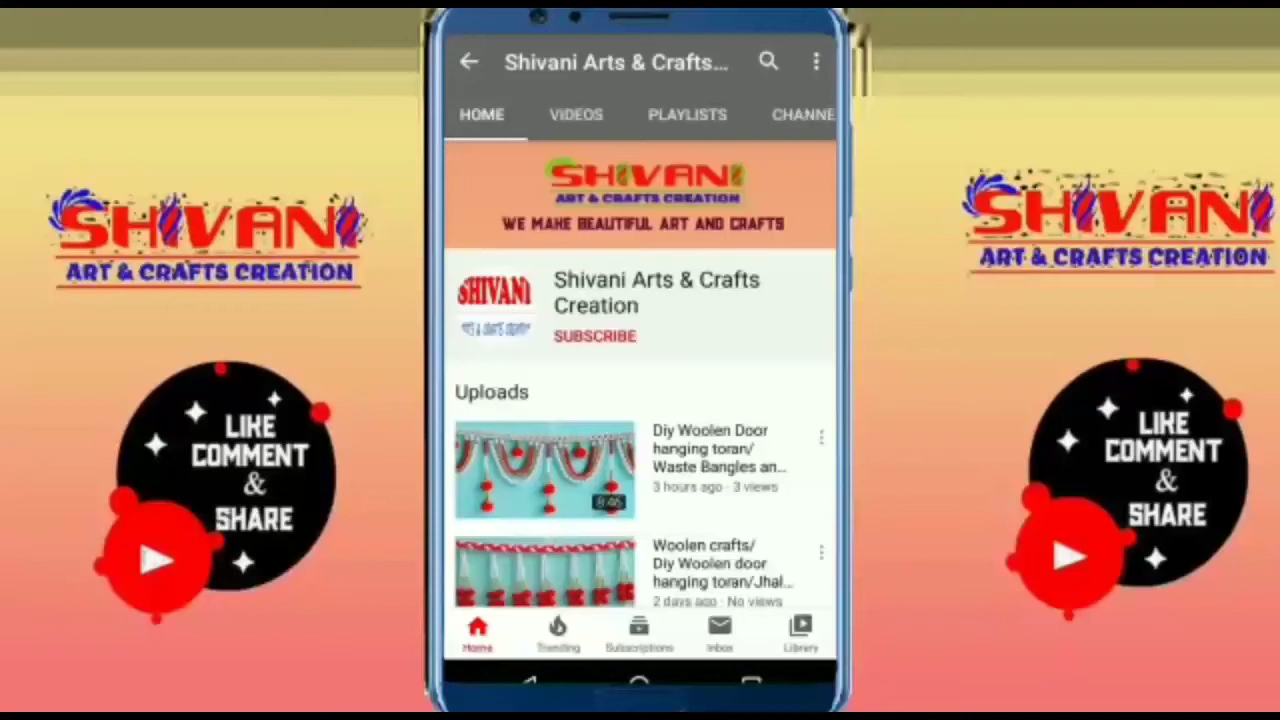 Shivani Arts & Crafts...
HOME VIDEOS PLAYLISTS CHANNE
SHIVANI
ART & CRAFTS CREATION
WE MAKE BEAUTIFUL ART AND CRAFTS
SHIVANI
Shivani Arts & Crafts
Creation
SUBSCRIBE
Uploads
Diy Woolen Door
hanging toran/
Waste Bangles an...
3 hours ago · 3 views
8:46
Woolen crafts/
Diy Woolen door
hanging toran/Jhal...
2 days ago · No views
Home Trending Subscriptions Inbox Library
SHIVANI
ART & CRAFTS CREATION
LIKE
COMMENT
&
SHARE
SHIVANI
ART & CRAFTS CREATION
LIKE
COMMENT
&
SHARE